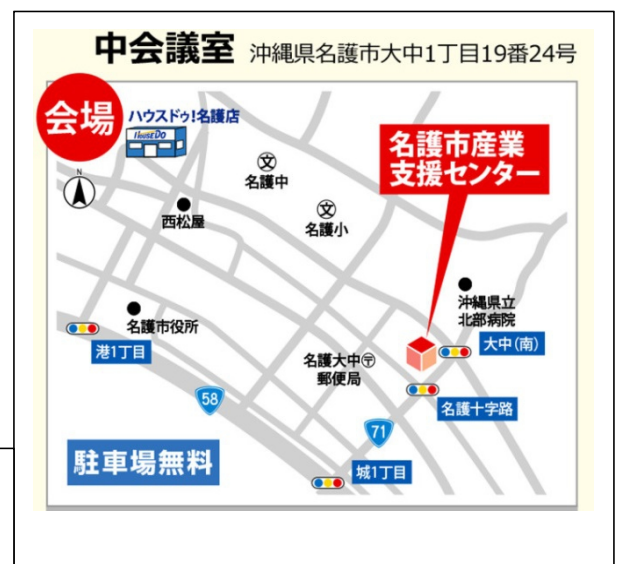 中会議室 沖縄県名護市大中1丁目19番24号
会場
ハウスドゥ!名護店
HouseDo
N
文
名護中
文
名護小
西松屋
名護市産業
支援センター
沖縄県立
北部病院
名護市役所
港1丁目
大中(南)
名護大中〒
郵便局
名護十字路
58
71
駐車場無料
城1丁目